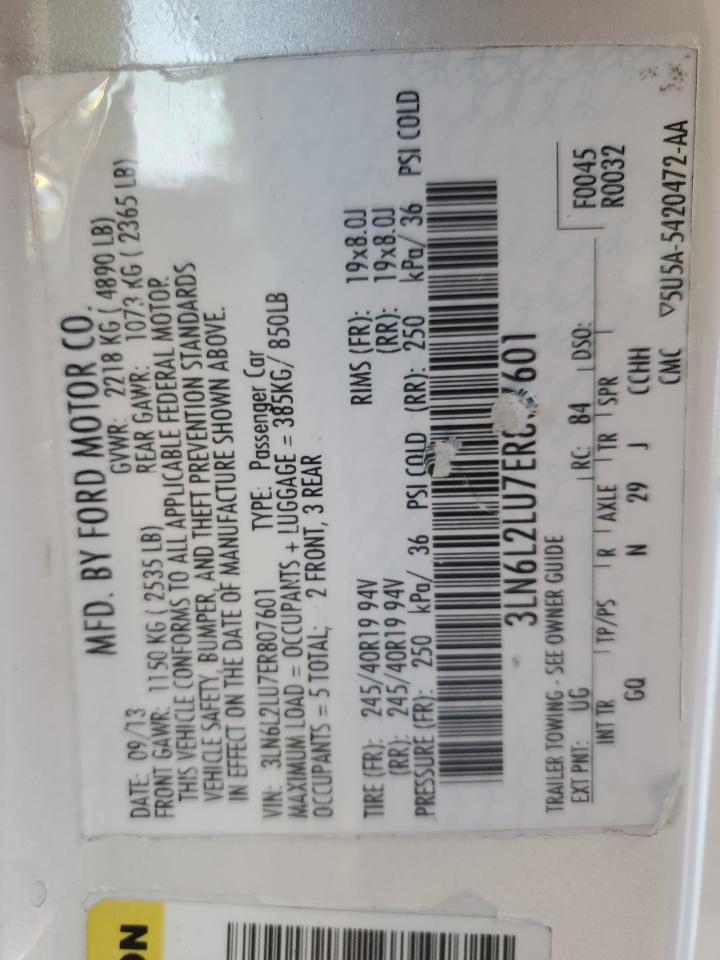 MFD. BY FORD MOTOR CO.
DATE: 09/13 GVWR: 2218 KG ( 4890 LB)
FRONT GAWR: 1150 KG ( 2535 LB) REAR GAWR: 1073 KG ( 2365 LB)
THIS VEHICLE CONFORMS TO ALL APPLICABLE FEDERAL MOTOR
VEHICLE SAFETY, BUMPER, AND THEFT PREVENTION STANDARDS
IN EFFECT ON THE DATE OF MANUFACTURE SHOWN ABOVE.
VIN: 3LN6L2LU7ER807601 TYPE: Passenger Car
MAXIMUM LOAD = OCCUPANTS + LUGGAGE = 385KG/ 850LB
OCCUPANTS = 5 TOTAL; 2 FRONT, 3 REAR
TIRE (FR): 245/40R19 94V RIMS (FR): 19x8.0J
(RR): 245/40R19 94V (RR): 19x8.0J
PRESSURE (FR): 250 kPa/ 36 PSI COLD (RR): 250 kPa/ 36 PSI COLD
TRAILER TOWING - SEE OWNER GUIDE
EXT PNT: UG RC: 84 DSO: F0045
R0032
INT TR TP/PS R AXLE TR SPR
GQ N 29 J CCHH
CMC ▽5U5A-5420472-AA
ON